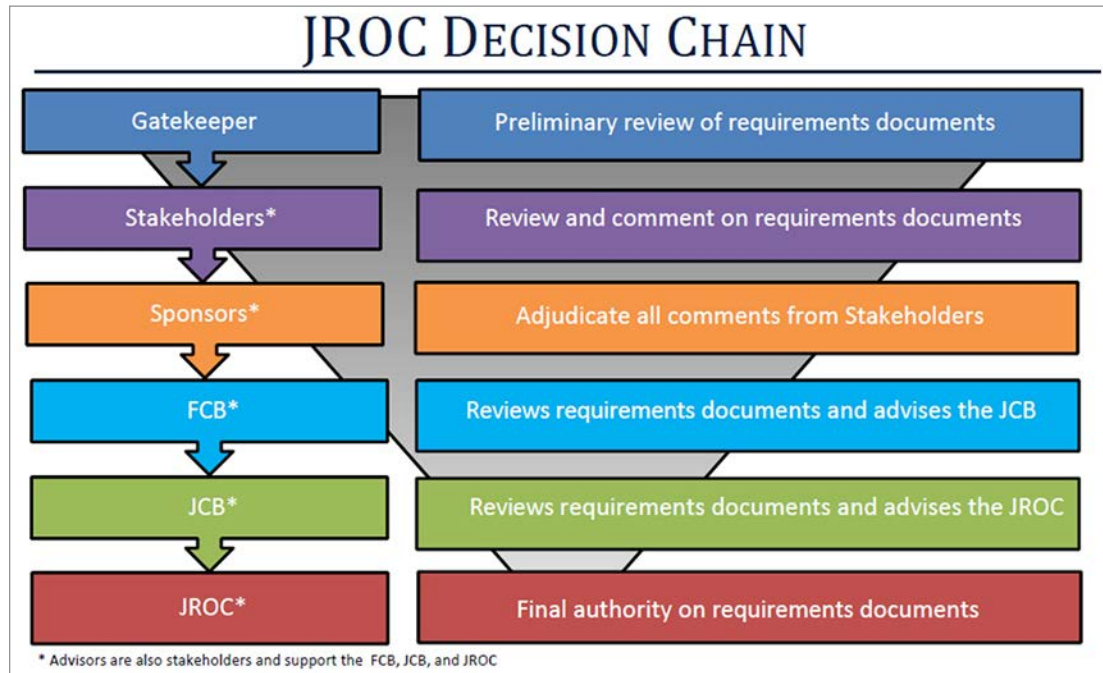 JROC DECISION CHAIN
Gatekeeper
Preliminary review of requirements documents
Stakeholders*
Review and comment on requirements documents
Sponsors*
Adjudicate all comments from Stakeholders
FCB*
Reviews requirements documents and advises the JCB
JCB*
Reviews requirements documents and advises the JROC
JROC*
Final authority on requirements documents
* Advisors are also stakeholders and support the FCB, JCB, and JROC